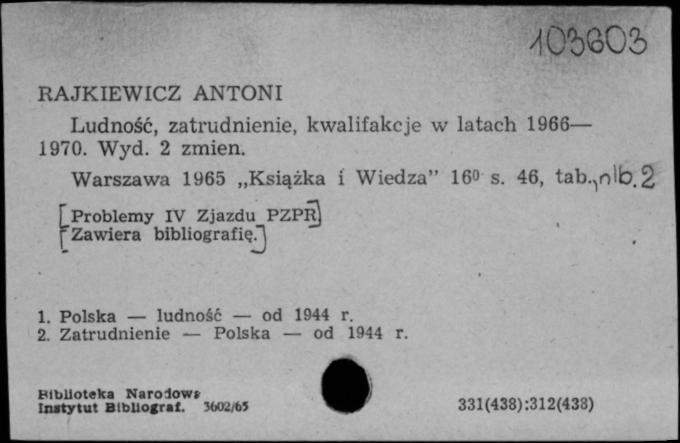 103603
RAJKIEWICZ ANTONI
Ludność, zatrudnienie, kwalifakcje w latach 1966—
1970. Wyd. 2 zmien.
Warszawa 1965 „Książka i Wiedza” 16⁰ s. 46, tab., nlb. 2
[Problemy IV Zjazdu PZPR]
[Zawiera bibliografię.]
1. Polska — ludność — od 1944 r.
2. Zatrudnienie — Polska — od 1944 r.
Biblioteka Narodowa
Instytut Bibliograf. 3602/65
331(438):312(438)